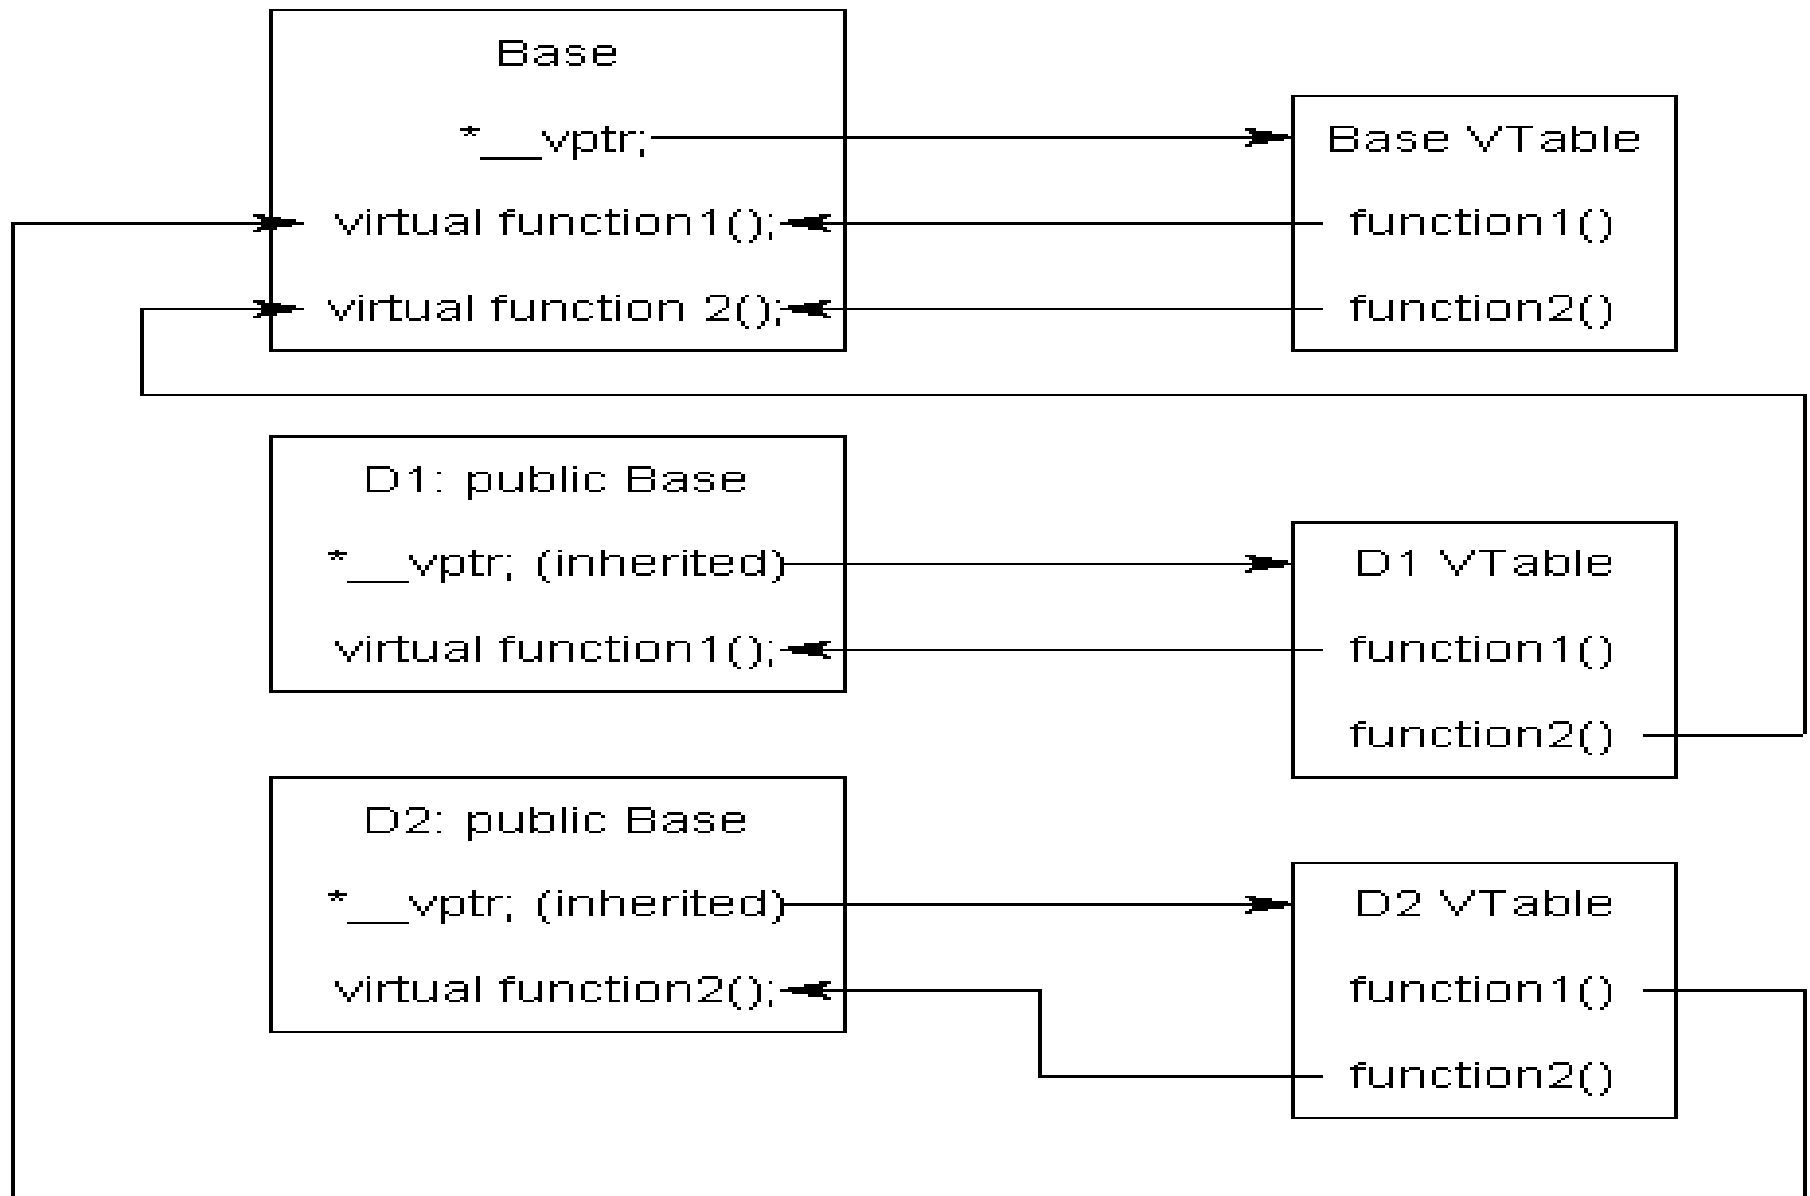 Base
*__vptr;
virtual function1();
virtual function 2();
Base VTable
function1()
function2()
D1: public Base
*__vptr; (inherited)
virtual function1();
D1 VTable
function1()
function2()
D2: public Base
*__vptr; (inherited)
virtual function2();
D2 VTable
function1()
function2()